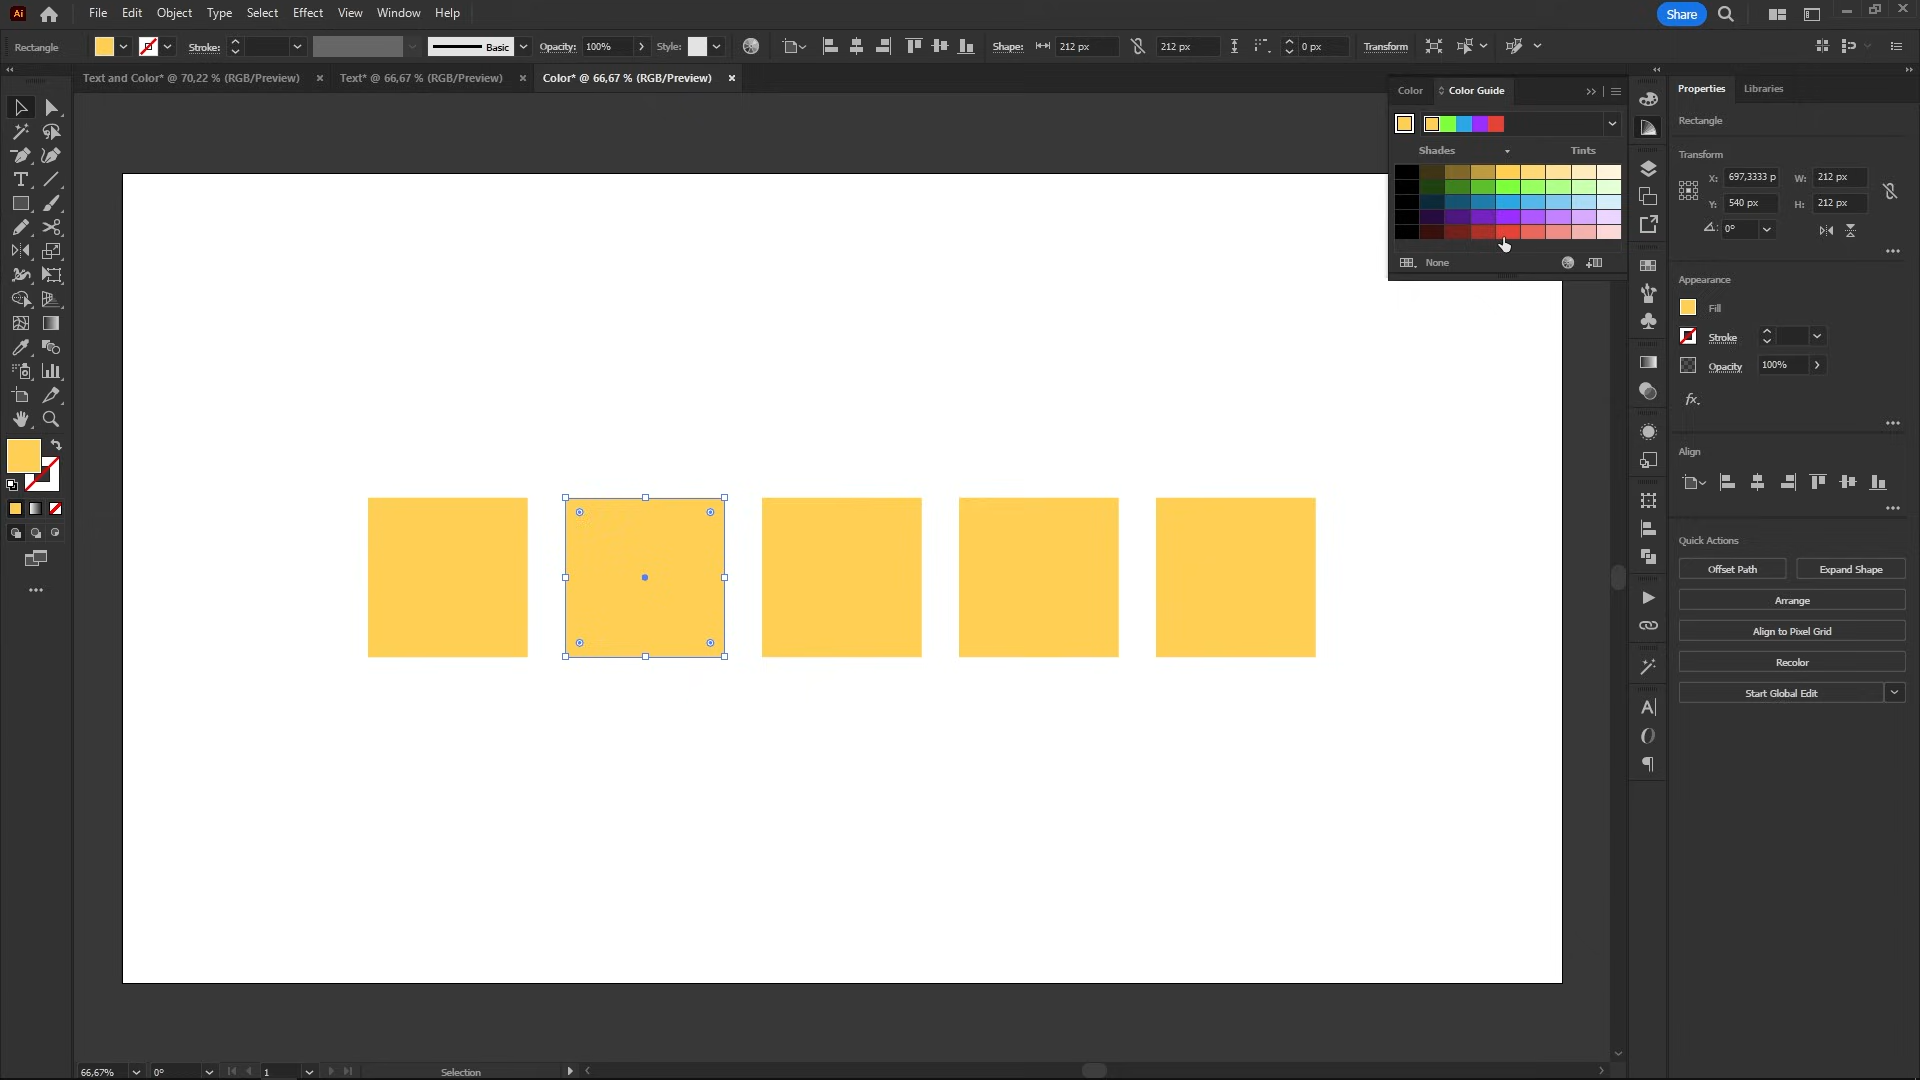 Ai File Edit Object Type Select Effect View Window Help Share
Rectangle Stroke: Basic Opacity: 100% Style: Shape: 212 px 212 px 0 px Transform
Text and Color* @ 70,22 % (RGB/Preview) × Text* @ 66,67 % (RGB/Preview) × Color* @ 66,67 % (RGB/Preview) ×
Color Color Guide
Shades Tints
None
Properties Libraries
Rectangle
Transform
X: 697,3333 p W: 212 px
Y: 540 px H: 212 px
0°
Appearance
Fill
Stroke
Opacity 100%
fx.
Align
Quick Actions
Offset Path Expand Shape
Arrange
Align to Pixel Grid
Recolor
Start Global Edit
66,67% 0° 1 Selection